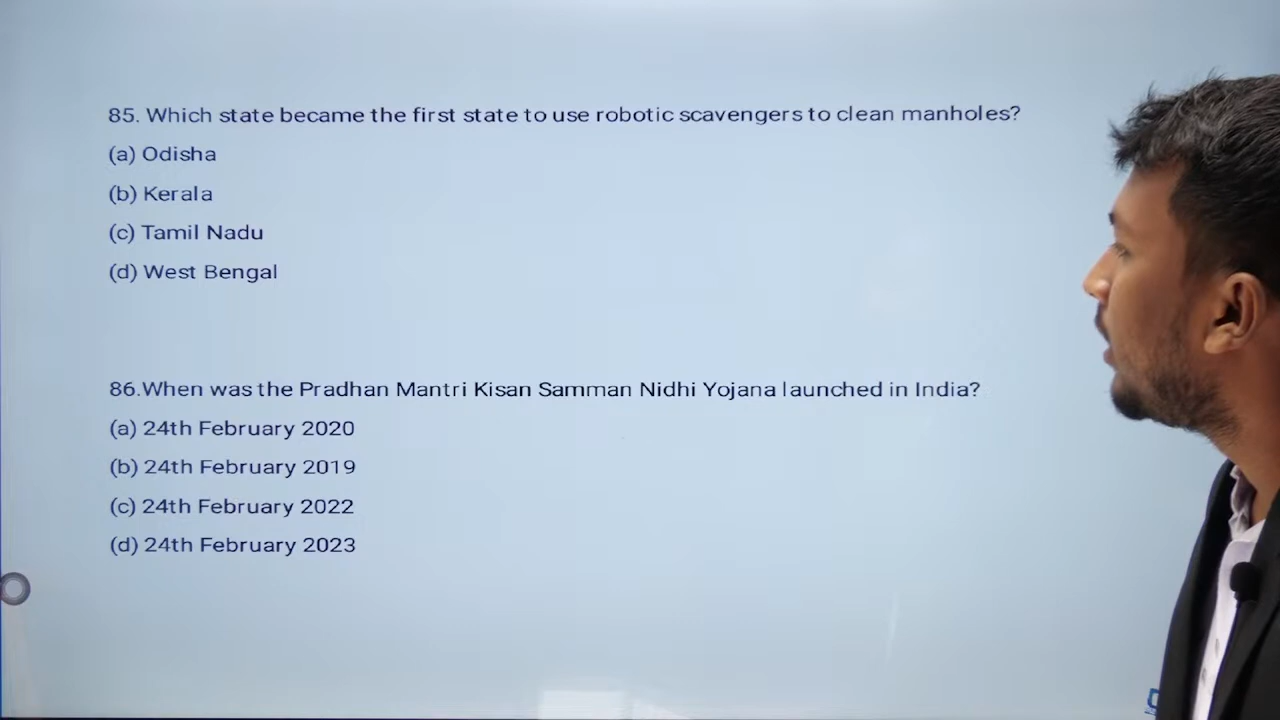 85. Which state became the first state to use robotic scavengers to clean manholes?
(a) Odisha
(b) Kerala
(c) Tamil Nadu
(d) West Bengal
86.When was the Pradhan Mantri Kisan Samman Nidhi Yojana launched in India?
(a) 24th February 2020
(b) 24th February 2019
(c) 24th February 2022
(d) 24th February 2023